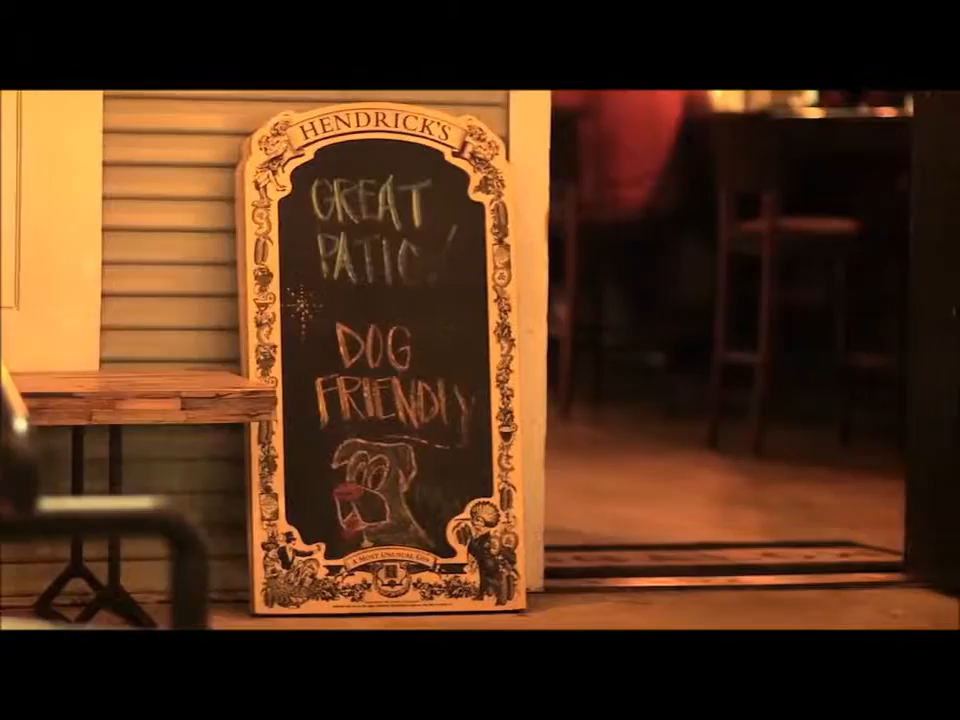 HENDRICK'S
GREAT
PATIO!
DOG
FRIENDLY
A MOST UNUSUAL GIN